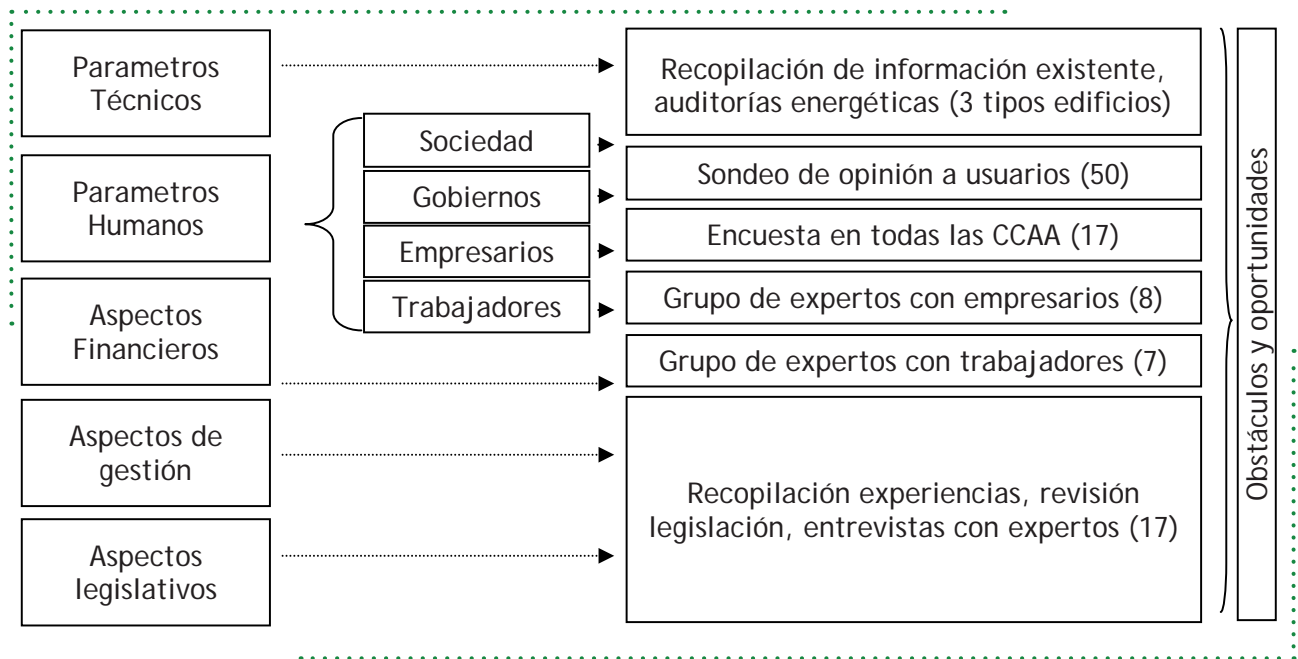 Parametros
Técnicos
Parametros
Humanos
Aspectos
Financieros
Aspectos de
gestión
Aspectos
legislativos
Sociedad
Gobiernos
Empresarios
Trabajadores
Recopilación de información existente,
auditorías energéticas (3 tipos edificios)
Sondeo de opinión a usuarios (50)
Encuesta en todas las CCAA (17)
Grupo de expertos con empresarios (8)
Grupo de expertos con trabajadores (7)
Recopilación experiencias, revisión
legislación, entrevistas con expertos (17)
Obstáculos y oportunidades